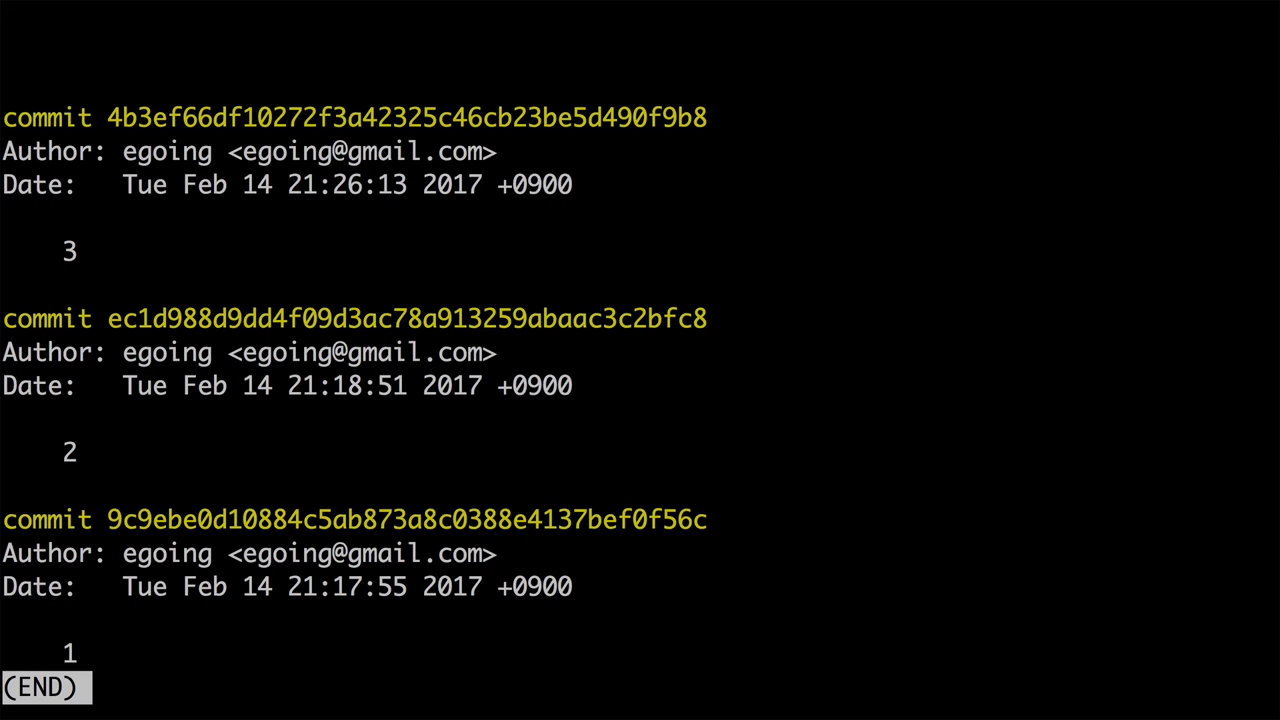 commit 4b3ef66df10272f3a42325c46cb23be5d490f9b8
Author: egoing <egoing@gmail.com>
Date:   Tue Feb 14 21:26:13 2017 +0900
3
commit ec1d988d9dd4f09d3ac78a913259abaac3c2bfc8
Author: egoing <egoing@gmail.com>
Date:   Tue Feb 14 21:18:51 2017 +0900
2
commit 9c9ebe0d10884c5ab873a8c0388e4137bef0f56c
Author: egoing <egoing@gmail.com>
Date:   Tue Feb 14 21:17:55 2017 +0900
1
(END)